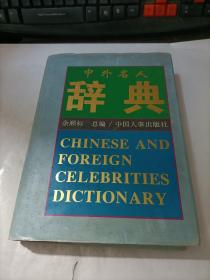 中外名人
辞典
余顺标 总编/中国人事出版社
CHINESE AND
FOREIGN
CELEBRITIES
DICTIONARY